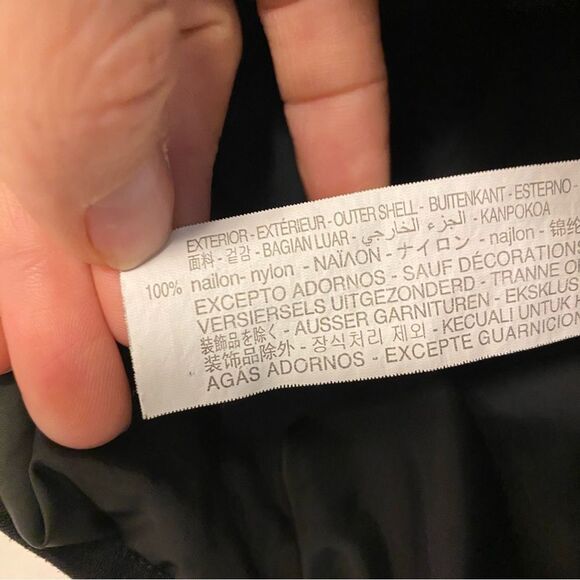 EXTERIOR - EXTÉRIEUR - OUTER SHELL - BUITENKANT - ESTERNO -
面料 - 겉감 - BAGIAN LUAR - الجزء الخارجي - KANPOKOA
100% nailon- nylon - ΝΑΪΛΟΝ - ナイロン - najlon - 锦纶
EXCEPTO ADORNOS - SAUF DÉCORATIONS
VERSIERSELS UITGEZONDERD - TRANNE O
装飾品を除く - AUSSER GARNITUREN - EKSKLUS
装饰品除外 - 장식처리 제외 - KECUALI UNTUK
AGAS ADORNOS - EXCEPTE GUARNICION